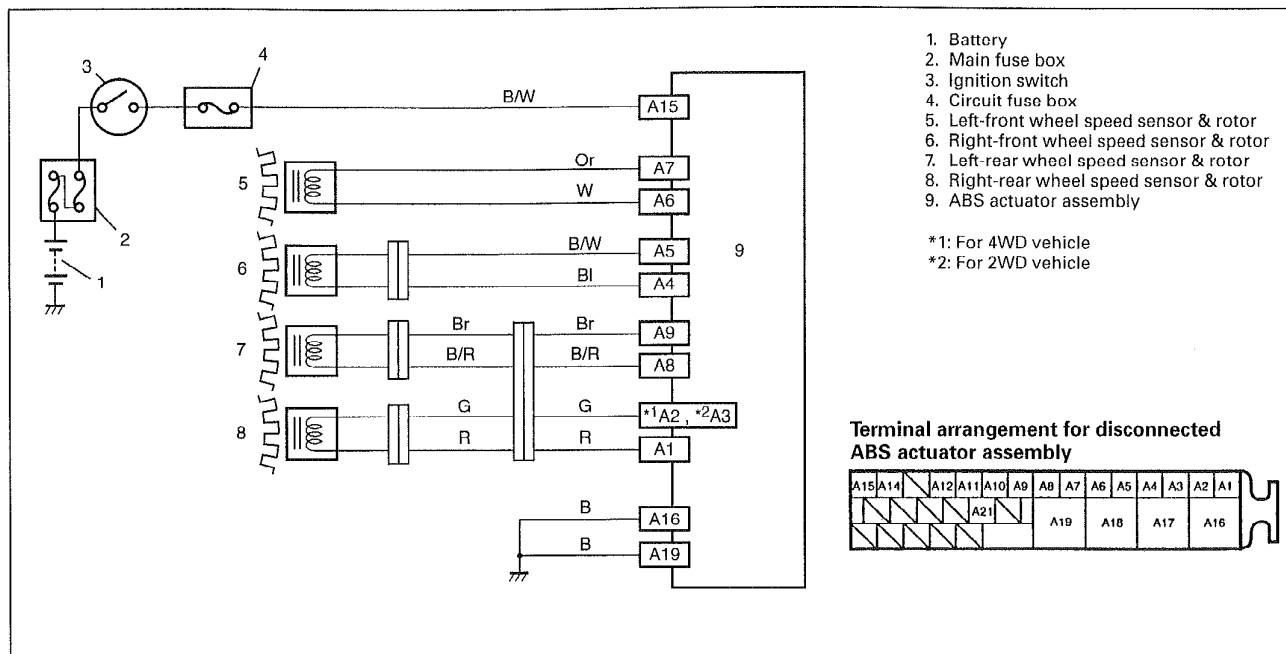 3
4
B/W
A15
5
Or
A7
W
A6
2
1
6
B/W
A5
Bl
A4
9
7
Br
Br
A9
B/R
B/R
A8
8
G
G
*1A2 , *2A3
R
R
A1
B
A16
B
A19
1. Battery
2. Main fuse box
3. Ignition switch
4. Circuit fuse box
5. Left-front wheel speed sensor & rotor
6. Right-front wheel speed sensor & rotor
7. Left-rear wheel speed sensor & rotor
8. Right-rear wheel speed sensor & rotor
9. ABS actuator assembly
*1: For 4WD vehicle
*2: For 2WD vehicle
Terminal arrangement for disconnected
ABS actuator assembly
A15 A14 A12 A11 A10 A9 A8 A7 A6 A5 A4 A3 A2 A1
A21 A19 A18 A17 A16